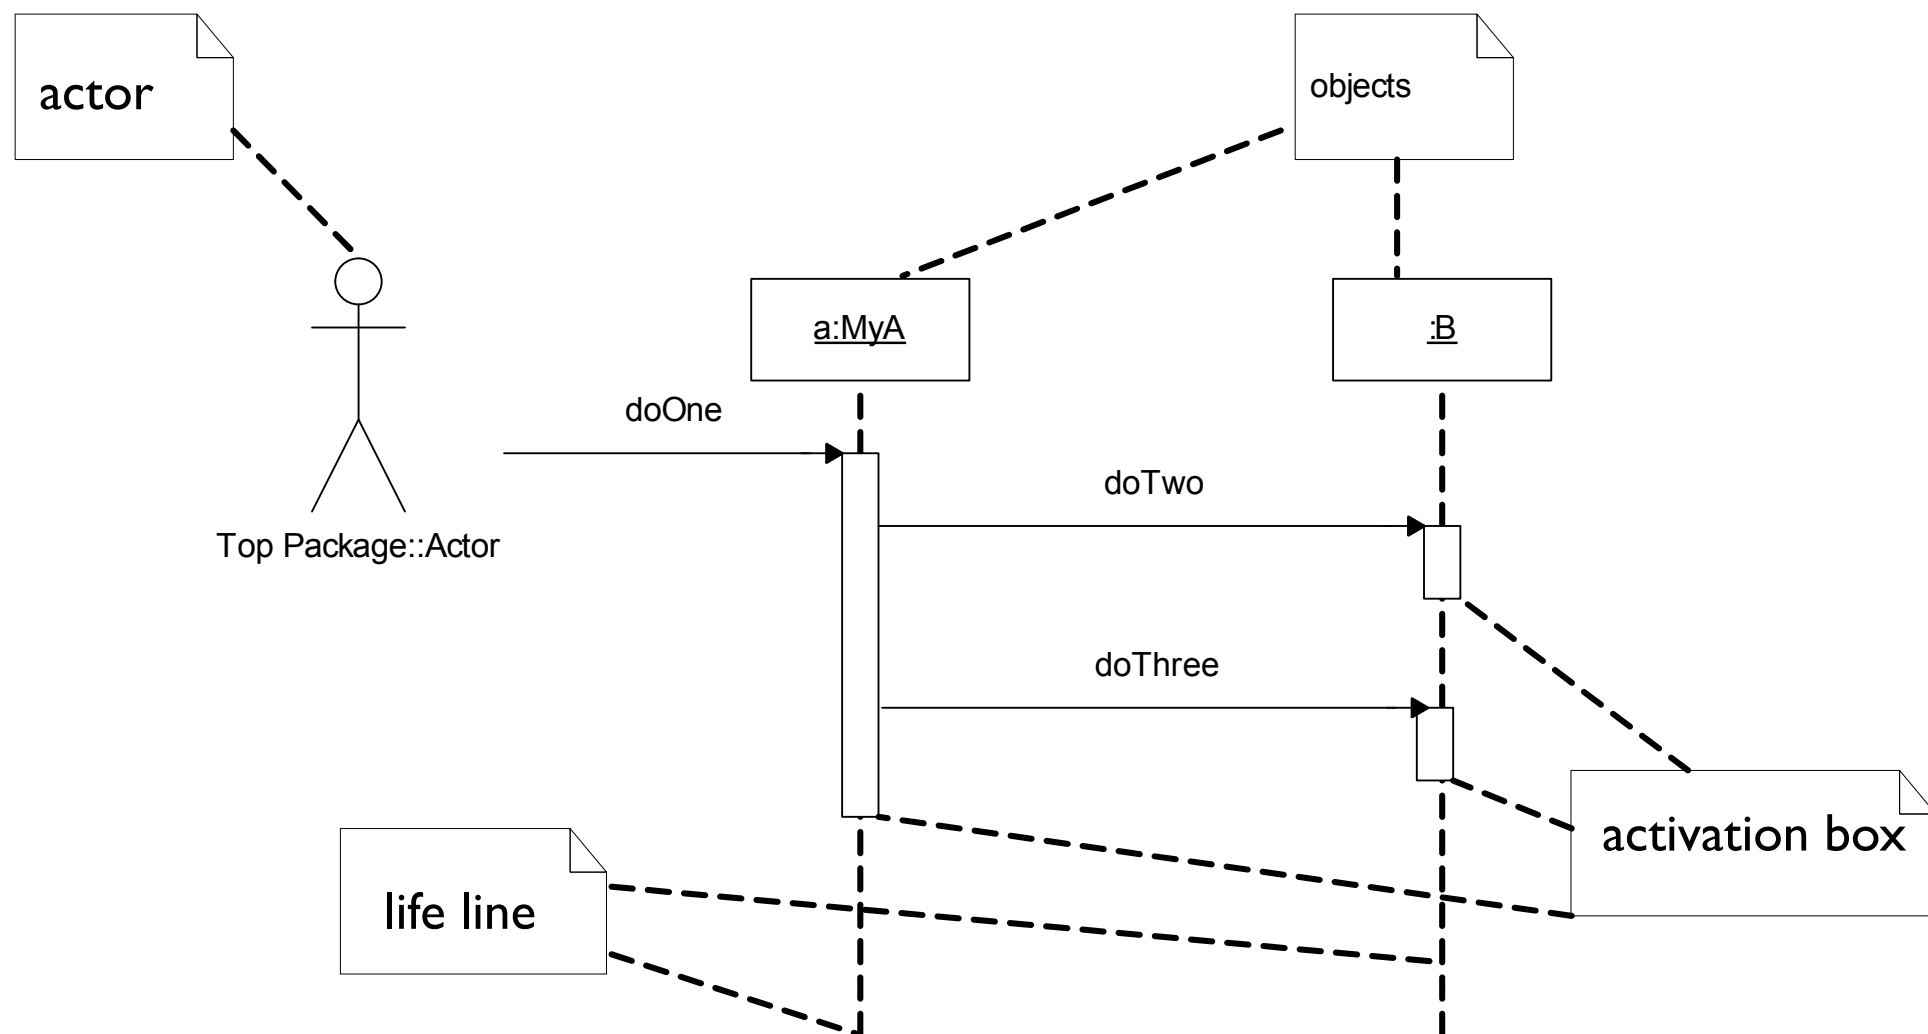 actor
objects
a:MyA
:B
doOne
doTwo
Top Package::Actor
doThree
activation box
life line